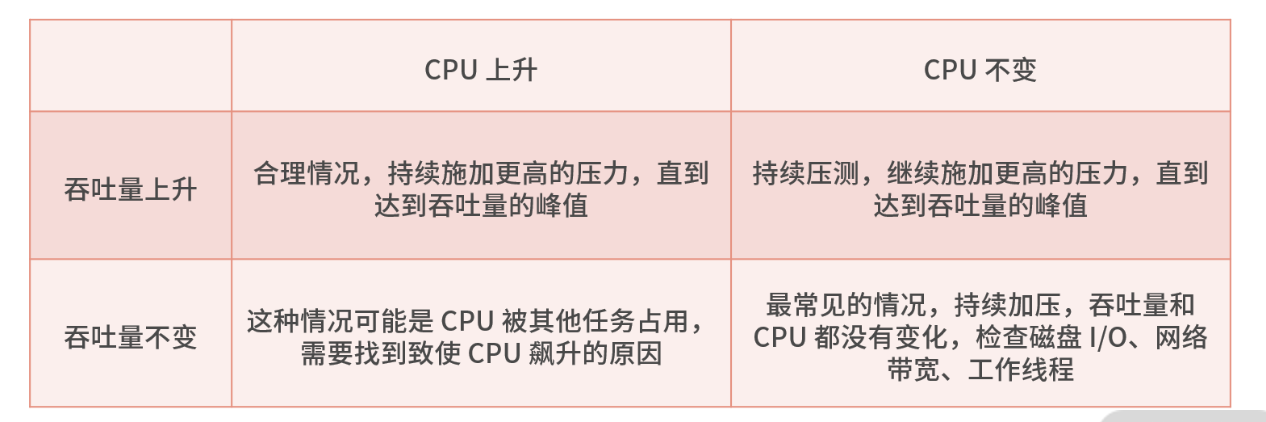 CPU 上升
CPU 不变
吞吐量上升
合理情况，持续施加更高的压力，直到
达到吞吐量的峰值
持续压测，继续施加更高的压力，直到
达到吞吐量的峰值
吞吐量不变
这种情况可能是 CPU 被其他任务占用，
需要找到致使 CPU 飙升的原因
最常见的情况，持续加压，吞吐量和
CPU 都没有变化，检查磁盘 I/O、网络
带宽、工作线程